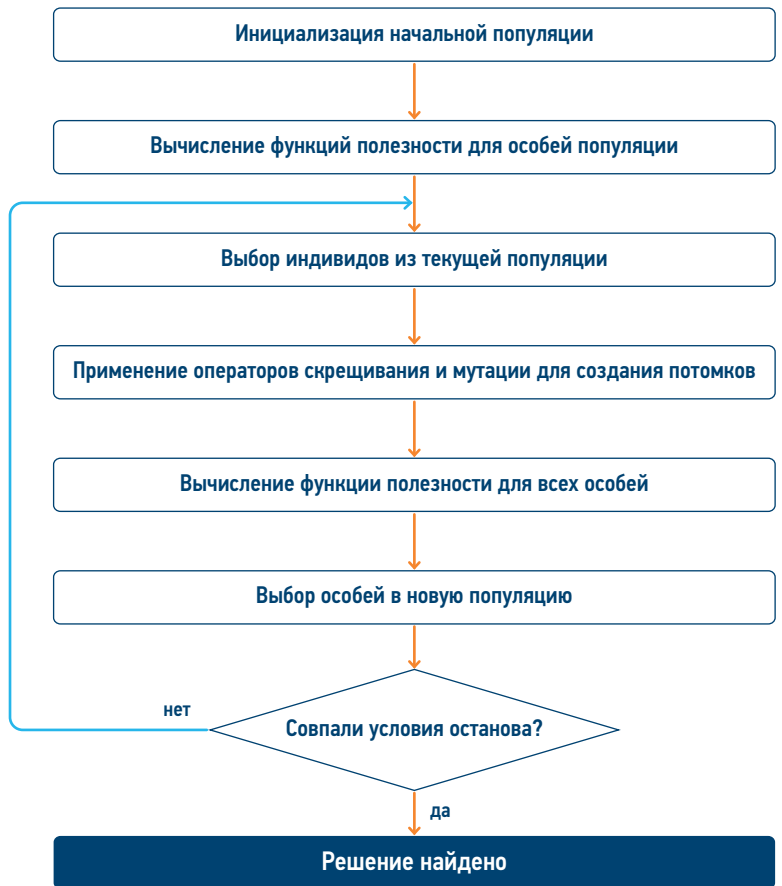 Инициализация начальной популяции
Вычисление функций полезности для особей популяции
Выбор индивидов из текущей популяции
Применение операторов скрещивания и мутации для создания потомков
Вычисление функции полезности для всех особей
Выбор особей в новую популяцию
нет
Совпали условия останова?
да
Решение найдено